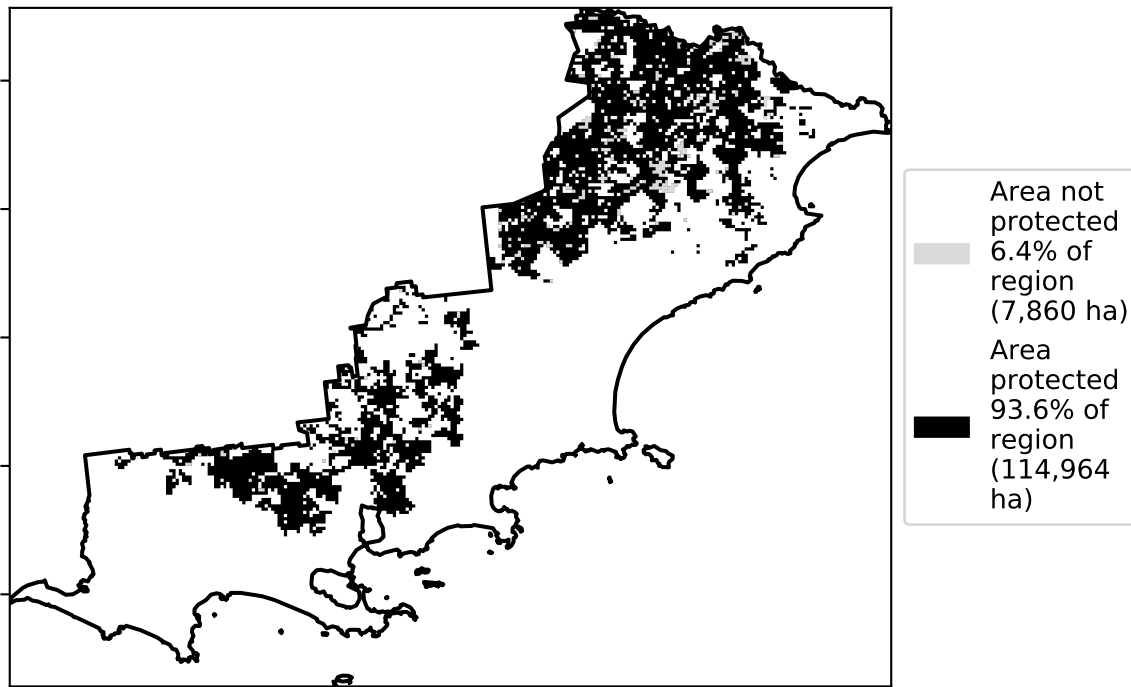 Area not
protected
6.4% of
region
(7,860 ha)
Area
protected
93.6% of
region
(114,964
ha)